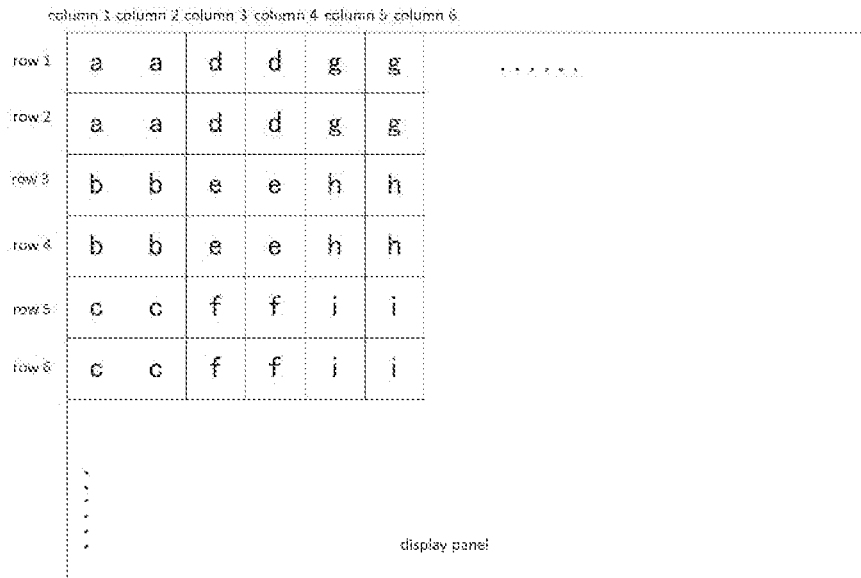 column 1 column 2 column 3 column 4 column 5 column 6
row 1 a a d d g g
row 2 a a d d g g
row 3 b b e e h h
row 4 b b e e h h
row 5 c c f f i i
row 6 c c f f i i
display panel